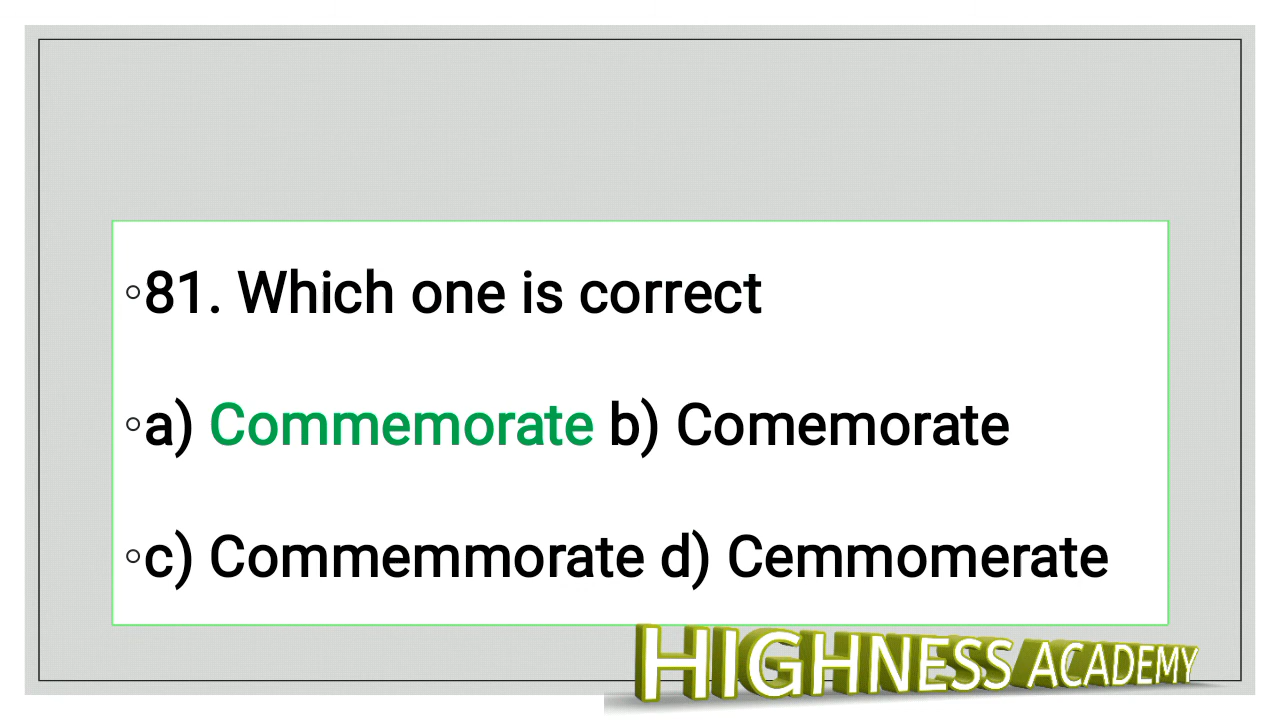 ◦81. Which one is correct
◦a) Commemorate b) Comemorate
◦c) Commemmorate d) Cemmomerate
HIGHNESS ACADEMY